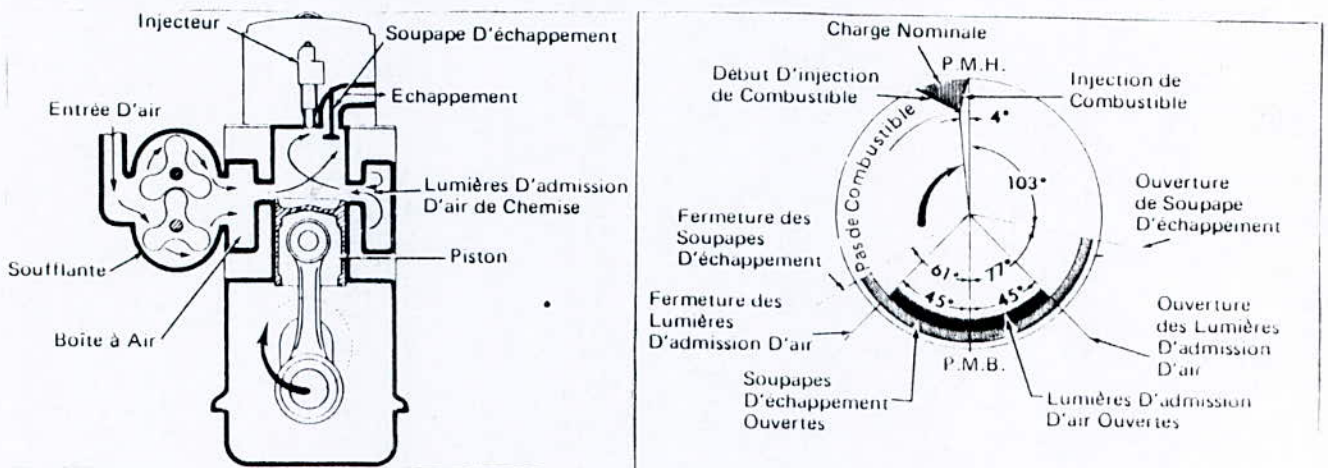 Injecteur
Soupape D'échappement
Entrée D'air
Echappement
Lumières D'admission
D'air de Chemise
Piston
Soufflante
Boîte à Air
Charge Nominale
P.M.H.
Début D'injection
de Combustible
Injection de
Combustible
4°
Pas de Combustible
103°
Ouverture
de Soupape
D'échappement
Fermeture des
Soupapes
D'échappement
61°
77°
45°
45°
Fermeture des
Lumières
D'admission D'air
Ouverture
des Lumières
D'admission
D'air
P.M.B.
Soupapes
D'échappement
Ouvertes
Lumières D'admission
D'air Ouvertes